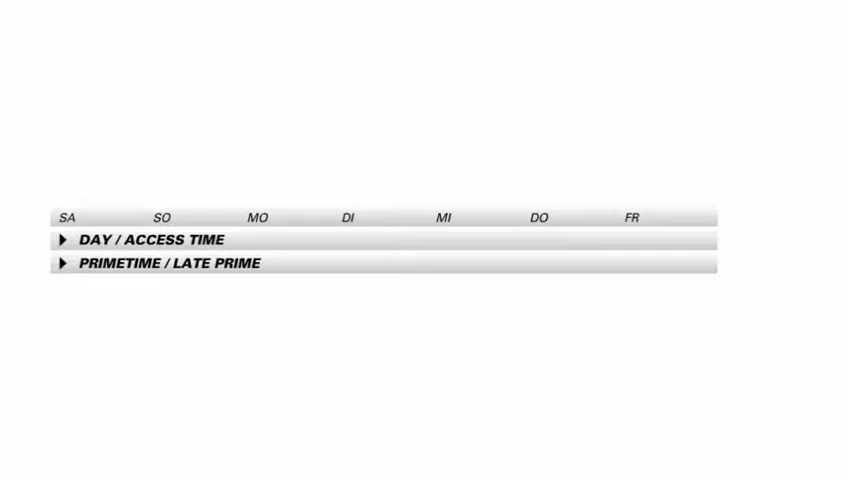 SA SO MO DI MI DO FR
DAY / ACCESS TIME
PRIMETIME / LATE PRIME